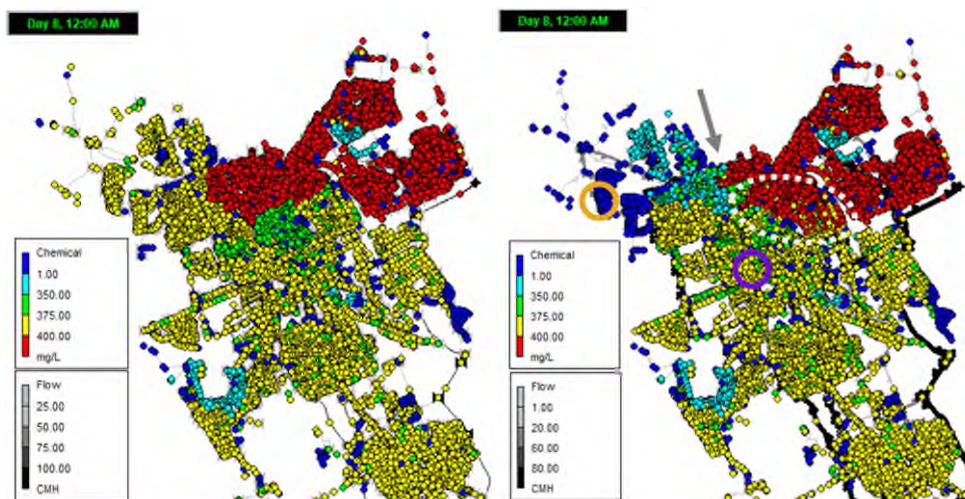 Day 8, 12:00 AM
Chemical
1.00
350.00
375.00
400.00
mg/L
Flow
25.00
50.00
75.00
100.00
CMH
Day 8, 12:00 AM
Chemical
1.00
350.00
375.00
400.00
mg/L
Flow
1.00
20.00
60.00
80.00
CMH